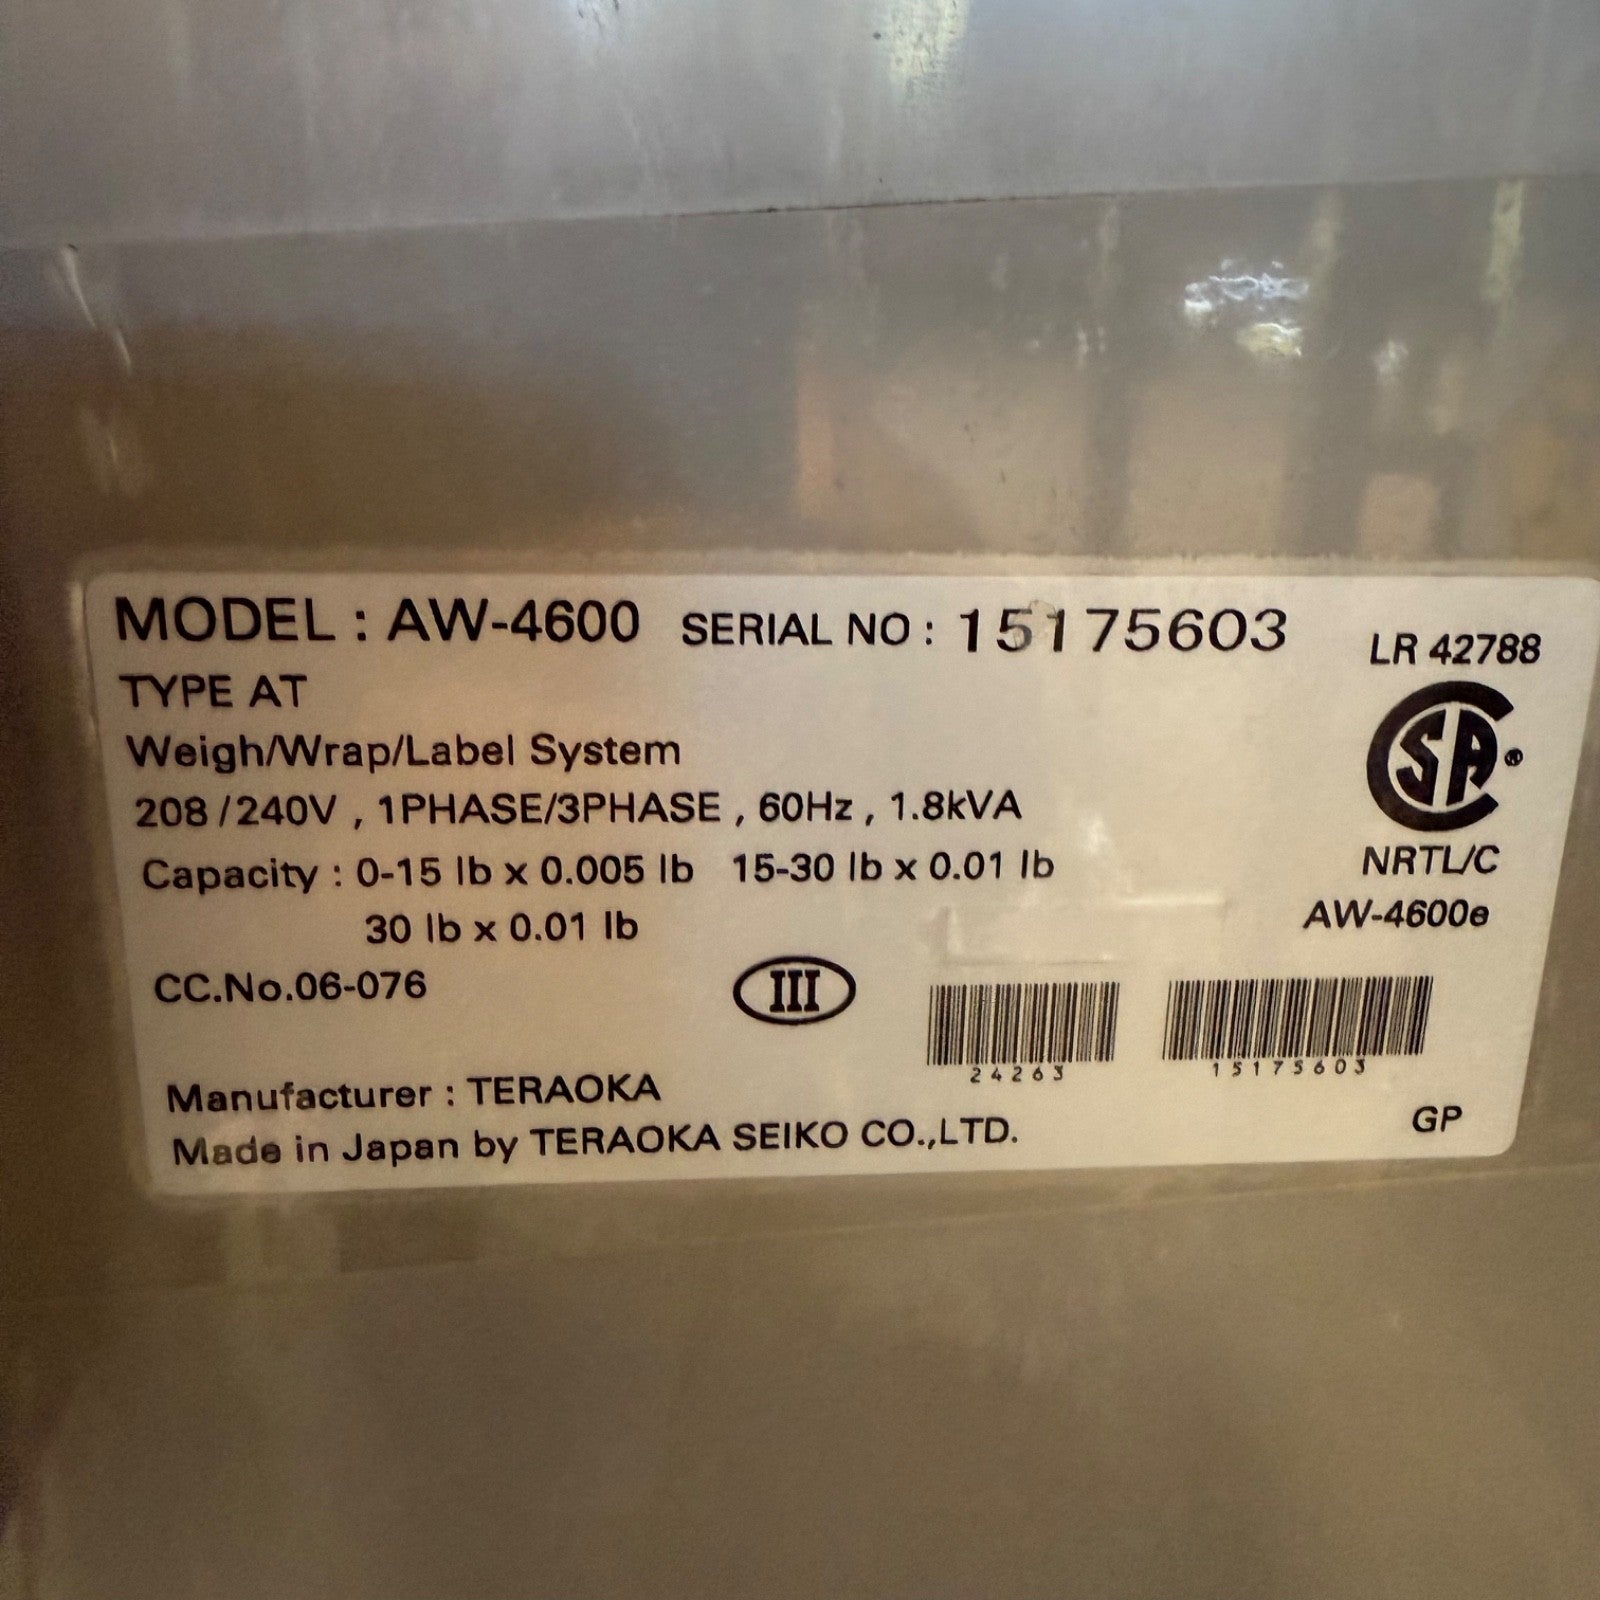 MODEL : AW-4600 SERIAL NO : 15175603 LR 42788
TYPE AT
Weigh/Wrap/Label System
SA ®
208/240V , 1PHASE/3PHASE , 60Hz , 1.8kVA
Capacity : 0-15 lb x 0.005 lb 15-30 lb x 0.01 lb NRTL/C
30 lb x 0.01 lb AW-4600e
CC.No.06-076 III
24263 15175603
Manufacturer : TERAOKA
Made in Japan by TERAOKA SEIKO CO.,LTD. GP